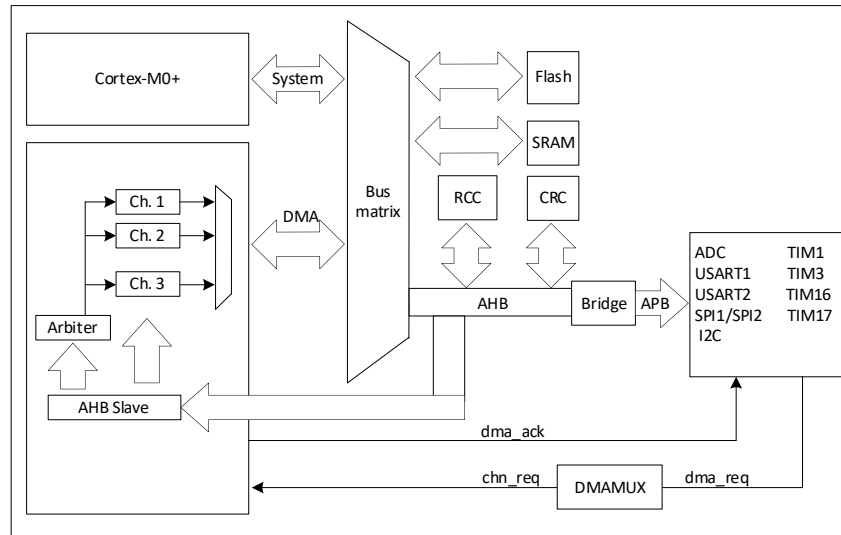 Cortex-M0+
System
Flash
SRAM
Ch. 1
Ch. 2
Ch. 3
DMA
Bus
matrix
RCC
CRC
Arbiter
AHB Slave
AHB
Bridge
APB
ADC TIM1
USART1 TIM3
USART2 TIM16
SPI1/SPI2 TIM17
I2C
dma_ack
chn_req
DMAMUX
dma_req